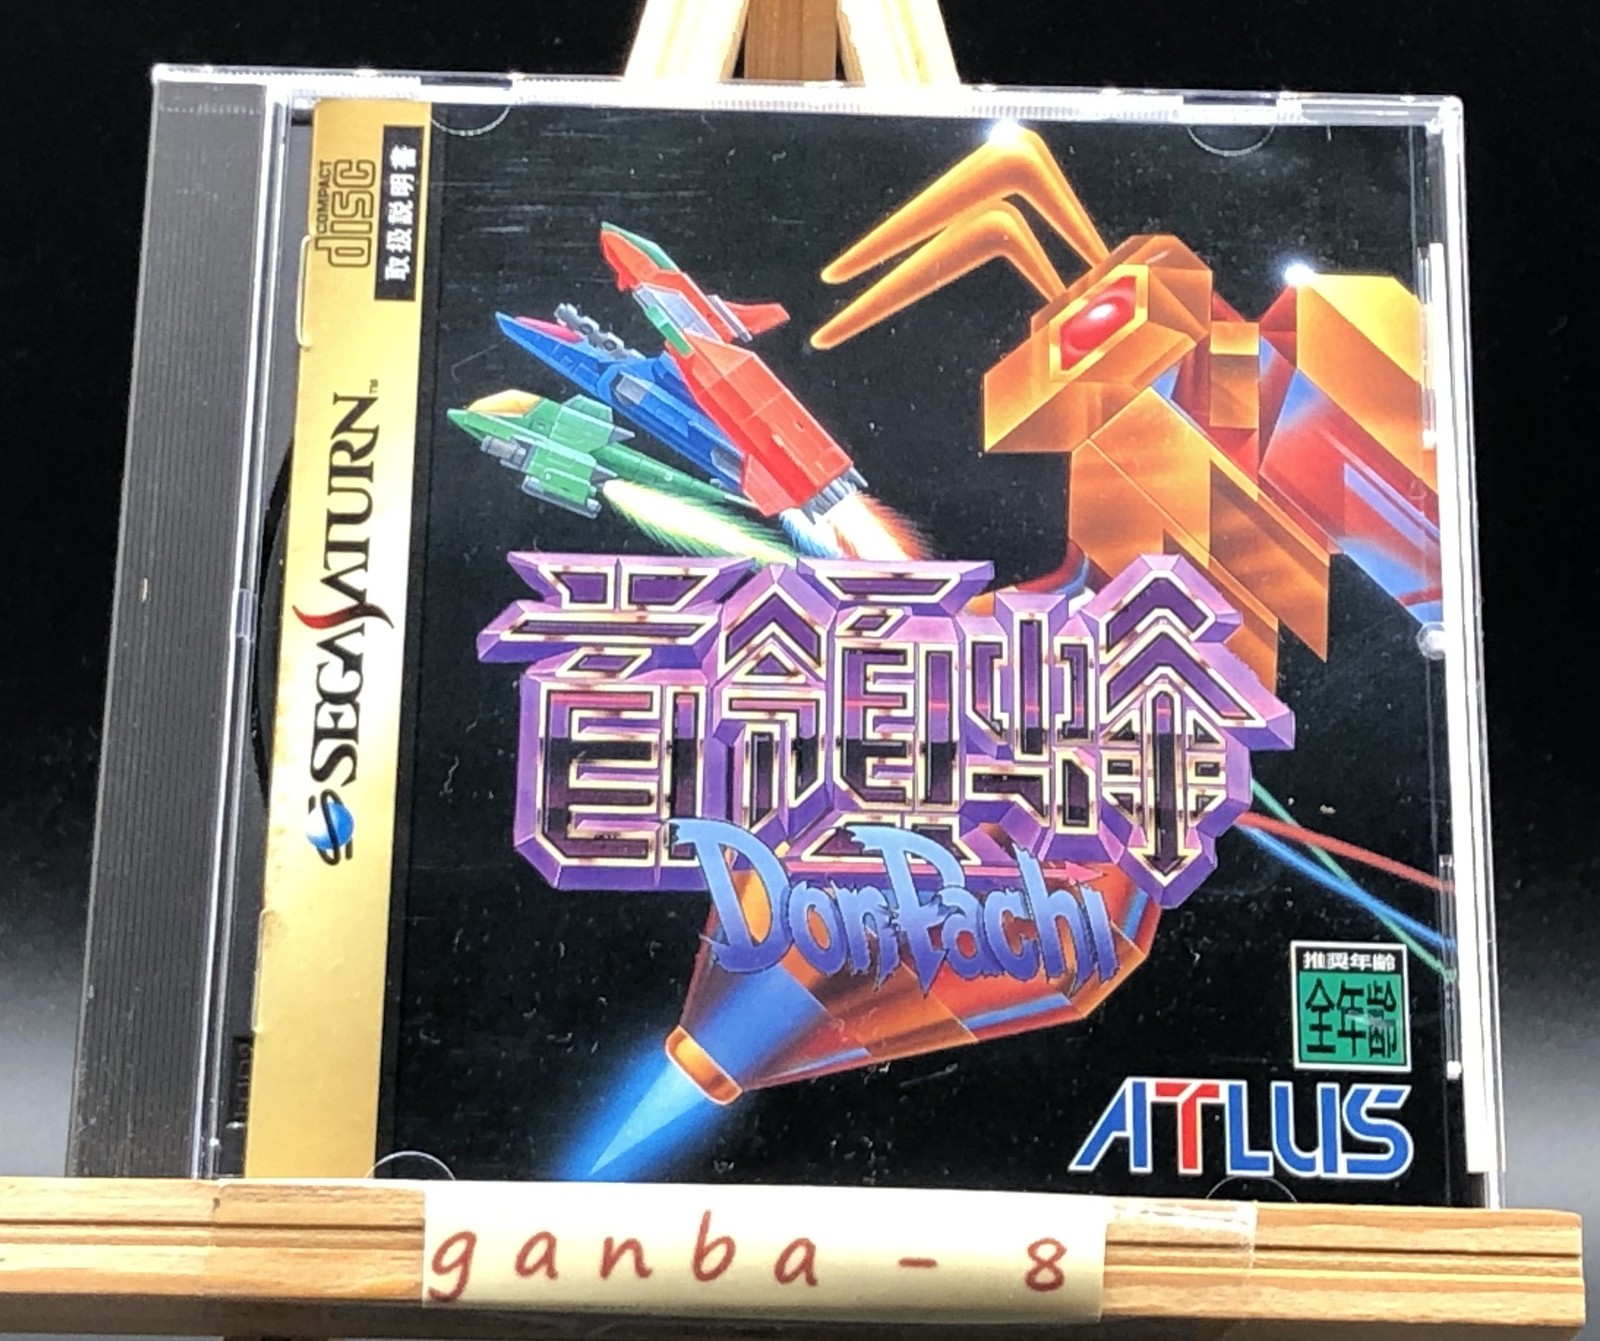 COMPACT
disc
取扱説明書
SEGA SATURN™
首領蜂
DonPachi
推奨年齢
全年齢
ATLUS
ganba-8